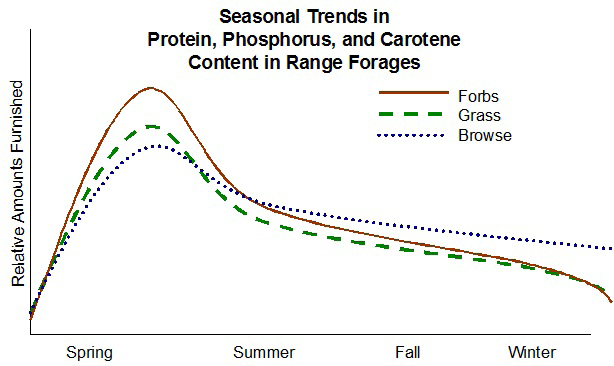 Seasonal Trends in
Protein, Phosphorus, and Carotene
Content in Range Forages
Forbs
Grass
Browse
Relative Amounts Furnished
Spring
Summer
Fall
Winter